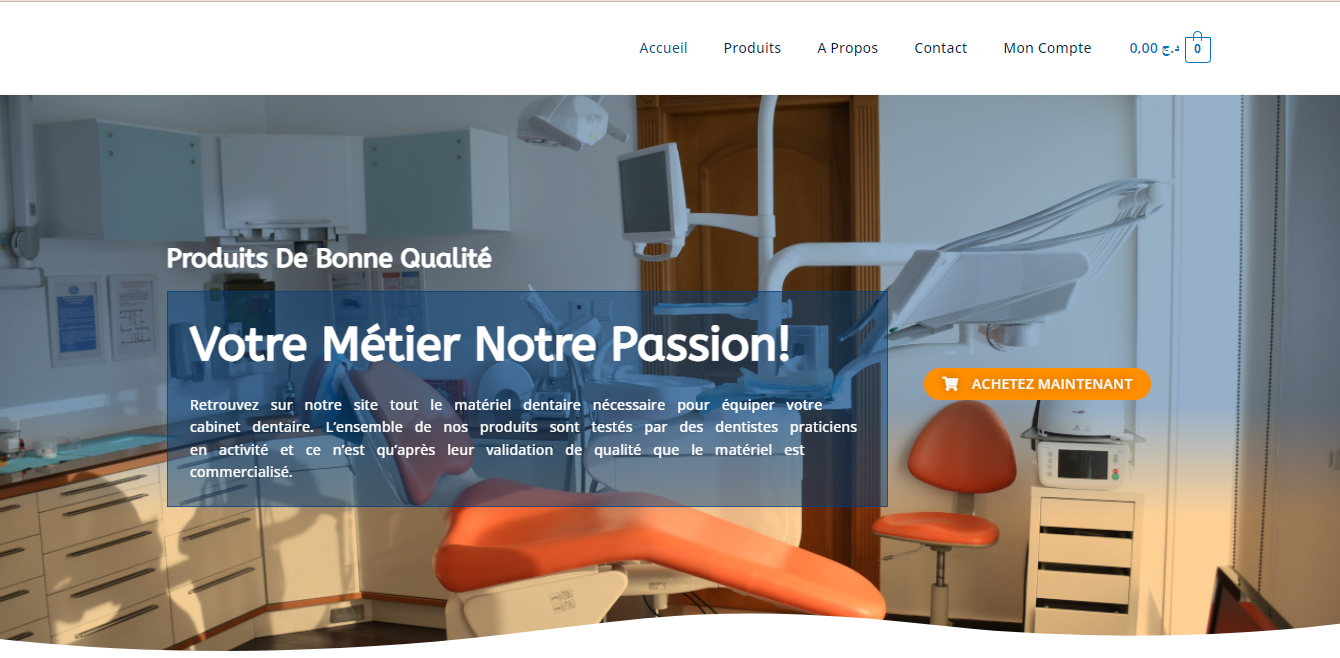 Accueil Produits A Propos Contact Mon Compte 0,00 د.ج 0
Produits De Bonne Qualité
Votre Métier Notre Passion!
Retrouvez sur notre site tout le matériel dentaire nécessaire pour équiper votre
cabinet dentaire. L’ensemble de nos produits sont testés par des dentistes praticiens
en activité et ce n’est qu’après leur validation de qualité que le matériel est
commercialisé.
ACHETEZ MAINTENANT